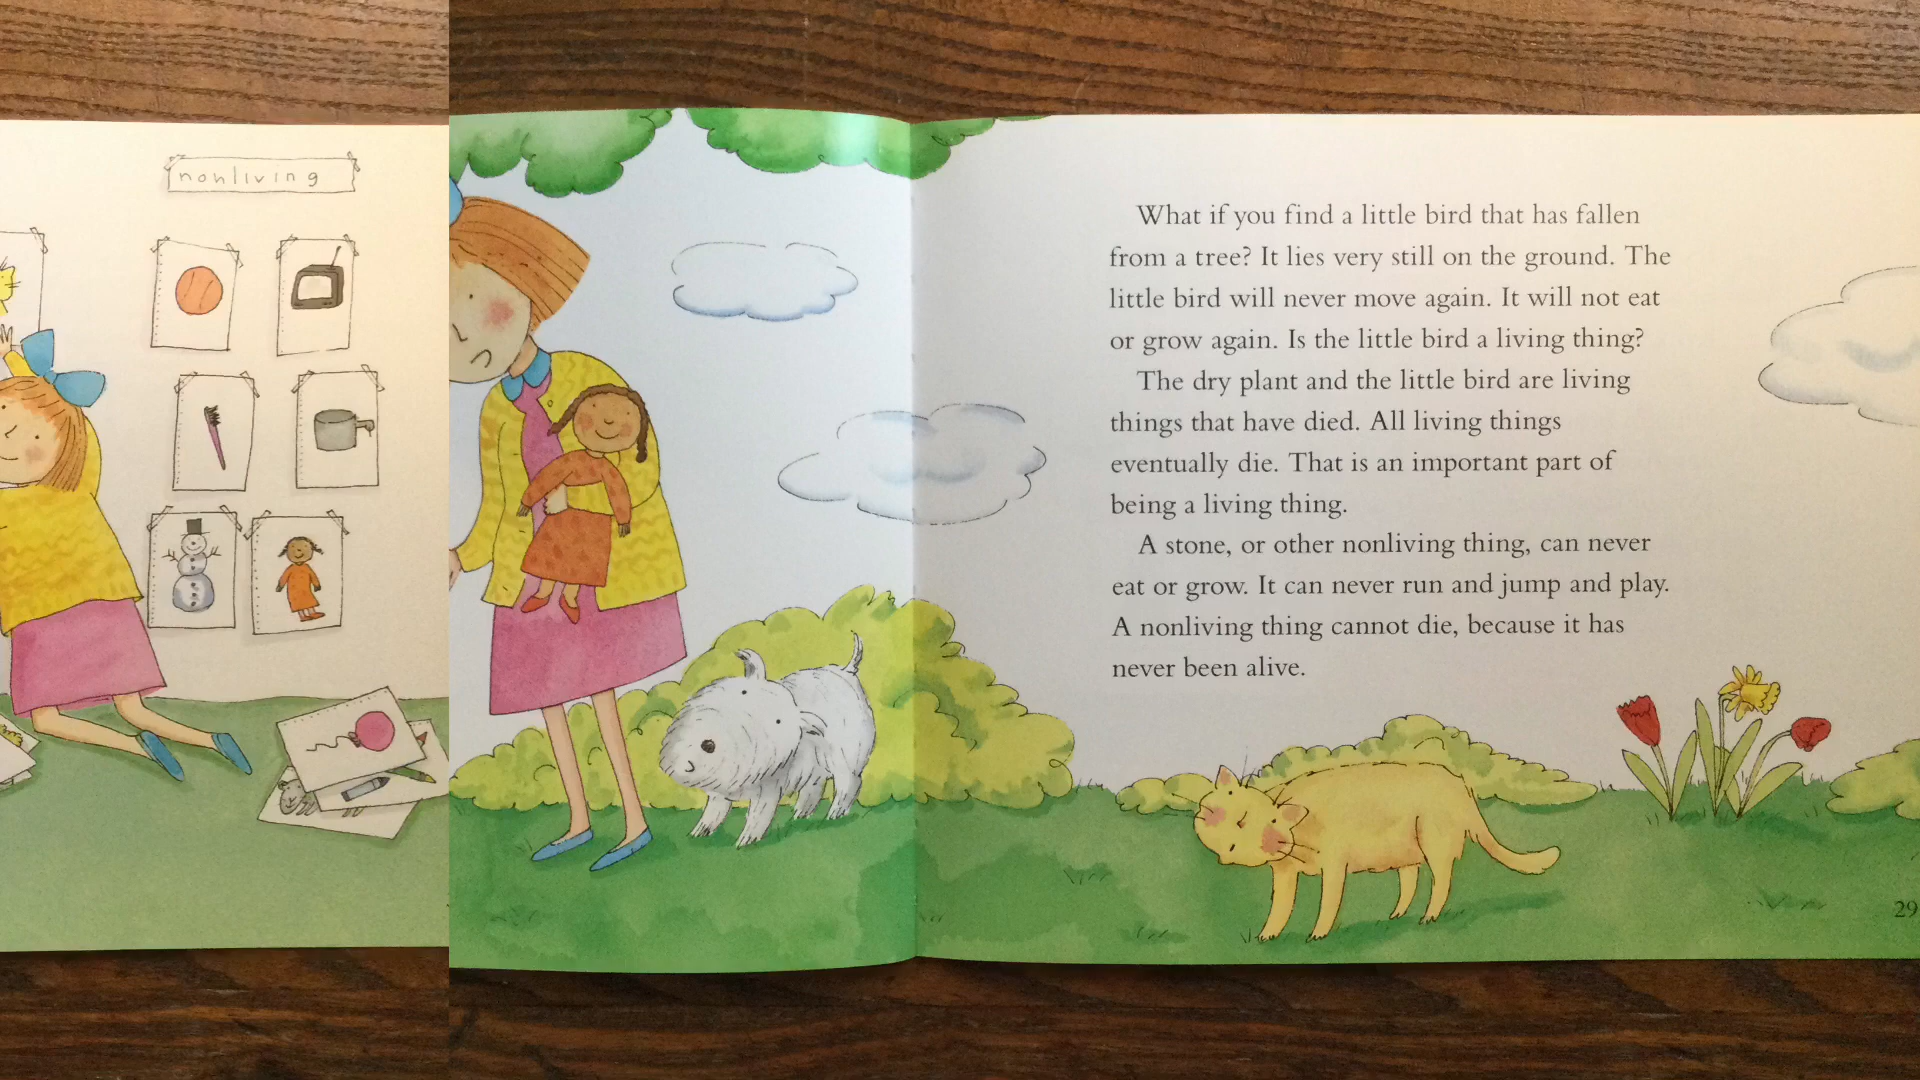 nonliving
What if you find a little bird that has fallen
from a tree? It lies very still on the ground. The
little bird will never move again. It will not eat
or grow again. Is the little bird a living thing?
The dry plant and the little bird are living
things that have died. All living things
eventually die. That is an important part of
being a living thing.
A stone, or other nonliving thing, can never
eat or grow. It can never run and jump and play.
A nonliving thing cannot die, because it has
never been alive.
29